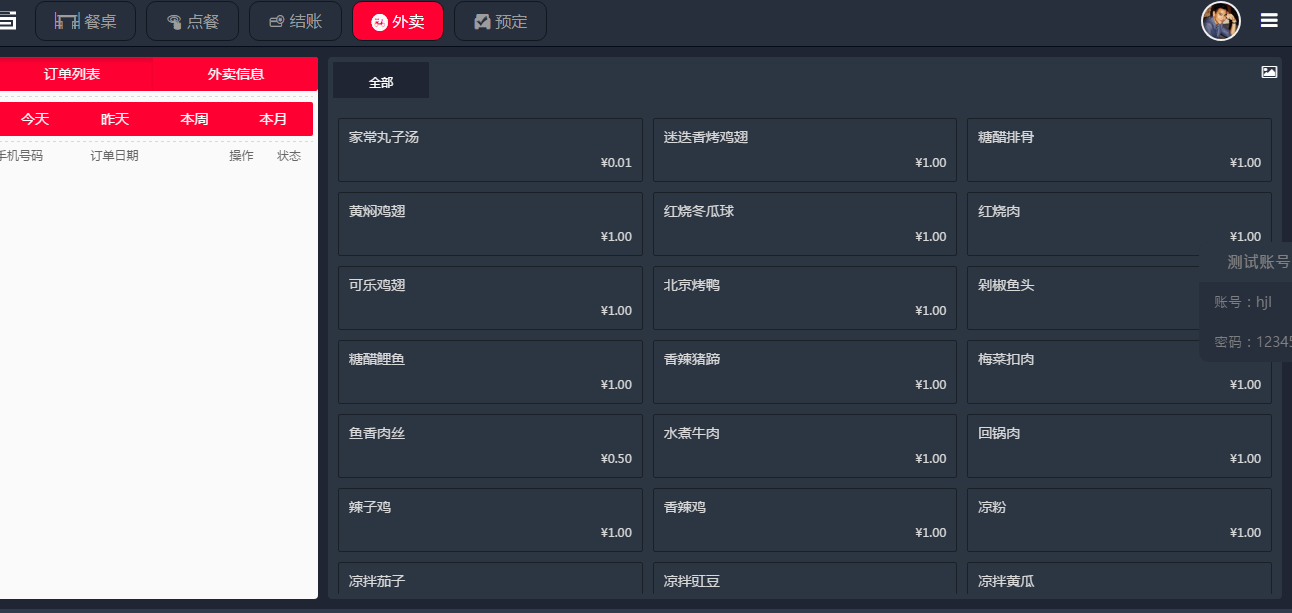 餐桌 点餐 结账 外卖 预定
订单列表 外卖信息
今天 昨天 本周 本月
手机号码 订单日期 操作 状态
全部
家常丸子汤 迷迭香烤鸡翅 糖醋排骨
¥0.01 ¥1.00 ¥1.00
黄焖鸡翅 红烧冬瓜球 红烧肉
¥1.00 ¥1.00 ¥1.00
测试账号
可乐鸡翅 北京烤鸭 剁椒鱼头
账号：hjl
¥1.00 ¥1.00
密码：12345
糖醋鲤鱼 香辣猪蹄 梅菜扣肉
¥1.00 ¥1.00 ¥1.00
鱼香肉丝 水煮牛肉 回锅肉
¥0.50 ¥1.00 ¥1.00
辣子鸡 香辣鸡 凉粉
¥1.00 ¥1.00 ¥1.00
凉拌茄子 凉拌豇豆 凉拌黄瓜